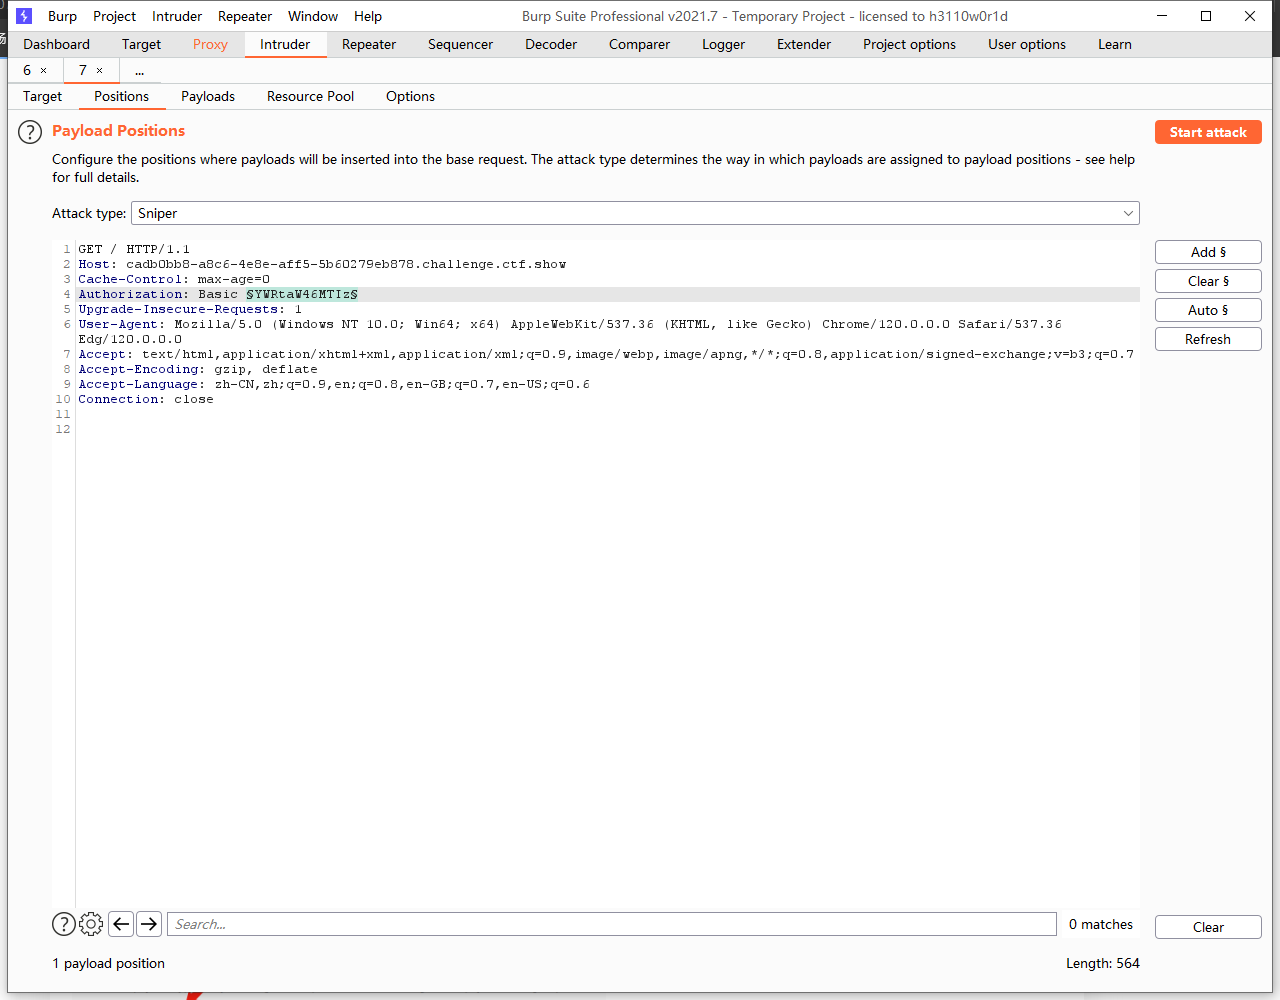 Burp Project Intruder Repeater Window Help Burp Suite Professional v2021.7 - Temporary Project - licensed to h3110w0r1d
Dashboard Target Proxy Intruder Repeater Sequencer Decoder Comparer Logger Extender Project options User options Learn
6 × 7 × ...
Target Positions Payloads Resource Pool Options
? Payload Positions Start attack
Configure the positions where payloads will be inserted into the base request. The attack type determines the way in which payloads are assigned to payload positions - see help
for full details.
Attack type: Sniper
1 GET / HTTP/1.1
2 Host: cadb0bb8-a8c6-4e8e-aff5-5b60279eb878.challenge.ctf.show
3 Cache-Control: max-age=0
4 Authorization: Basic §YWRtaW46MTIz§
5 Upgrade-Insecure-Requests: 1
6 User-Agent: Mozilla/5.0 (Windows NT 10.0; Win64; x64) AppleWebKit/537.36 (KHTML, like Gecko) Chrome/120.0.0.0 Safari/537.36
Edg/120.0.0.0
7 Accept: text/html,application/xhtml+xml,application/xml;q=0.9,image/webp,image/apng,*/*;q=0.8,application/signed-exchange;v=b3;q=0.7
8 Accept-Encoding: gzip, deflate
9 Accept-Language: zh-CN,zh;q=0.9,en;q=0.8,en-GB;q=0.7,en-US;q=0.6
10 Connection: close
11
12
Add §
Clear §
Auto §
Refresh
? Search... 0 matches Clear
1 payload position Length: 564